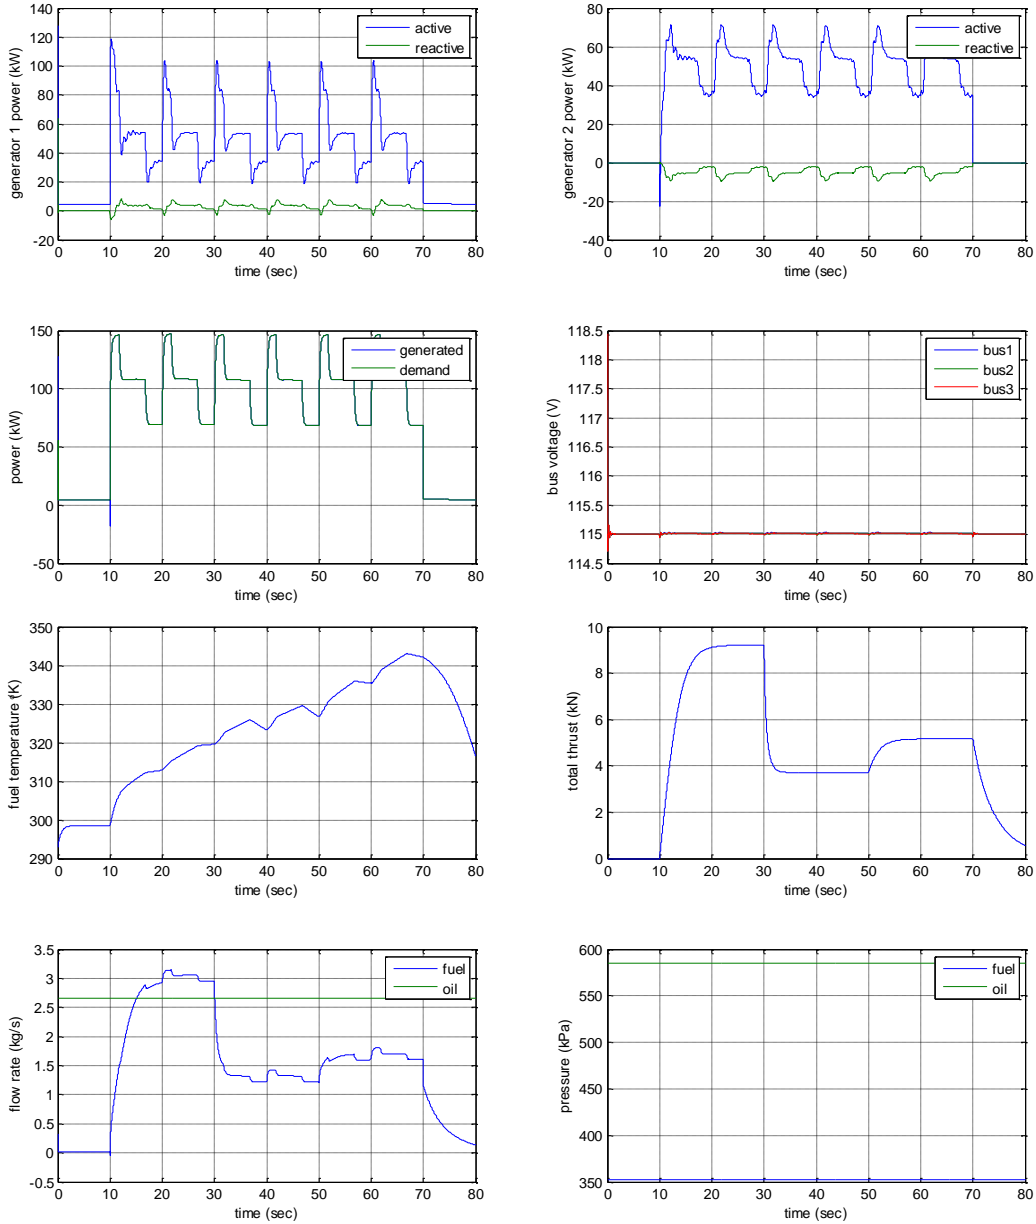 140
120
100
80
60
40
20
0
-20
0 10 20 30 40 50 60 70 80
time (sec)
generator 1 power (kW)
active
reactive
80
60
40
20
0
-20
-40
0 10 20 30 40 50 60 70 80
time (sec)
generator 2 power (kW)
active
reactive
150
100
50
0
-50
0 10 20 30 40 50 60 70 80
time (sec)
power (kW)
generated
demand
118.5
118
117.5
117
116.5
116
115.5
115
114.5
0 10 20 30 40 50 60 70 80
time (sec)
bus voltage (V)
bus1
bus2
bus3
350
340
330
320
310
300
290
0 10 20 30 40 50 60 70 80
time (sec)
fuel temperature
10
8
6
4
2
0
0 10 20 30 40 50 60 70 80
time (sec)
total thrust (kN)
3.5
3
2.5
2
1.5
1
0.5
0
-0.5
0 10 20 30 40 50 60 70 80
time (sec)
flow rate (kg/s)
fuel
oil
600
550
500
450
400
350
0 10 20 30 40 50 60 70 80
time (sec)
pressure (kPa)
fuel
oil